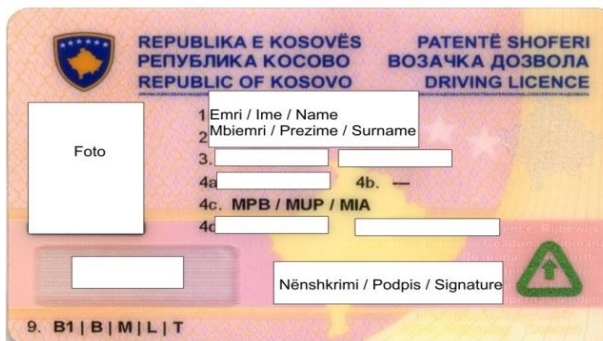 REPUBLIKA E KOSOVËS PATENTË SHOFERI
РЕПУБЛИКА КОСОВО ВОЗАЧКА ДОЗВОЛА
REPUBLIC OF KOSOVO DRIVING LICENCE
Foto
1 Emri / Ime / Name
2 Mbiemri / Prezime / Surname
3.
4a 4b. —
4c. MPB / MUP / MIA
4d
Nënshkrimi / Podpis / Signature
9. B1 | B | M | L | T